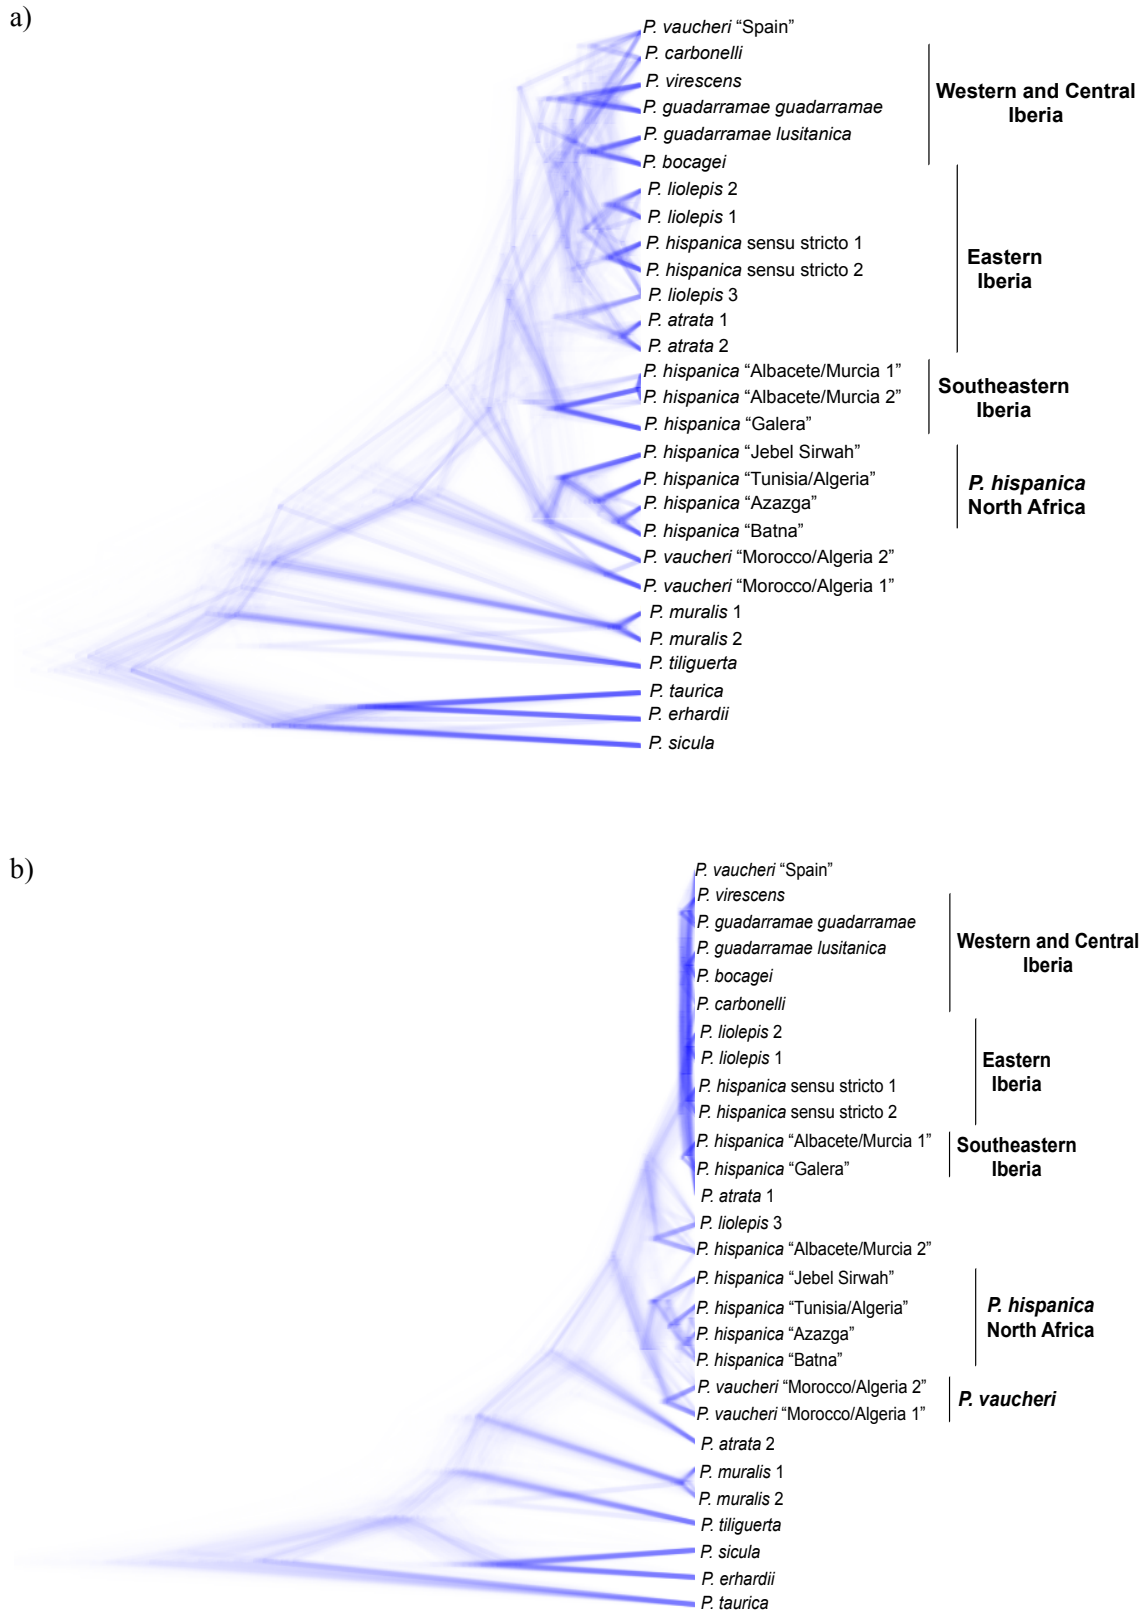 a)
P. vaucheri “Spain”
P. carbonelli
P. virescens
P. guadarramae guadarramae
P. guadarramae lusitanica
P. bocagei
P. liolepis 2
P. liolepis 1
P. hispanica sensu stricto 1
P. hispanica sensu stricto 2
P. liolepis 3
P. atrata 1
P. atrata 2
P. hispanica “Albacete/Murcia 1”
P. hispanica “Albacete/Murcia 2”
P. hispanica “Galera”
P. hispanica “Jebel Sirwah”
P. hispanica “Tunisia/Algeria”
P. hispanica “Azazga”
P. hispanica “Batna”
P. vaucheri “Morocco/Algeria 2”
P. vaucheri “Morocco/Algeria 1”
P. muralis 1
P. muralis 2
P. tiliguerta
P. taurica
P. erhardii
P. sicula
Western and Central
Iberia
Eastern
Iberia
Southeastern
Iberia
P. hispanica
North Africa
b)
P. vaucheri “Spain”
P. virescens
P. guadarramae guadarramae
P. guadarramae lusitanica
P. bocagei
P. carbonelli
P. liolepis 2
P. liolepis 1
P. hispanica sensu stricto 1
P. hispanica sensu stricto 2
P. hispanica “Albacete/Murcia 1”
P. hispanica “Galera”
P. atrata 1
P. liolepis 3
P. hispanica “Albacete/Murcia 2”
P. hispanica “Jebel Sirwah”
P. hispanica “Tunisia/Algeria”
P. hispanica “Azazga”
P. hispanica “Batna”
P. vaucheri “Morocco/Algeria 2”
P. vaucheri “Morocco/Algeria 1”
P. atrata 2
P. muralis 1
P. muralis 2
P. tiliguerta
P. sicula
P. erhardii
P. taurica
Western and Central
Iberia
Eastern
Iberia
Southeastern
Iberia
P. hispanica
North Africa
P. vaucheri